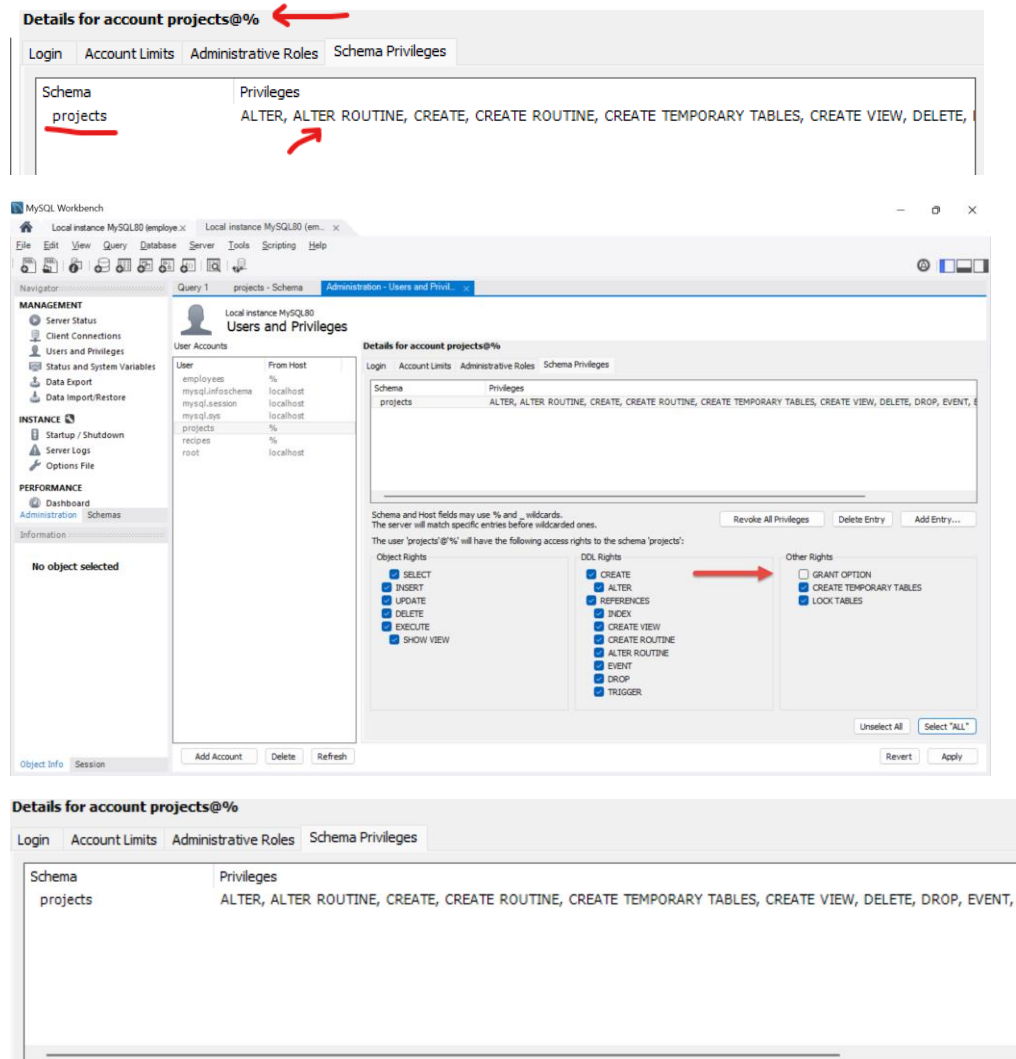 Details for account projects@%
Login Account Limits Administrative Roles Schema Privileges
Schema Privileges
projects ALTER, ALTER ROUTINE, CREATE, CREATE ROUTINE, CREATE TEMPORARY TABLES, CREATE VIEW, DELETE,
MySQL Workbench
Local instance MySQL80 (employe Local instance MySQL80 (em...
File Edit View Query Database Server Tools Scripting Help
Navigator
Query 1 projects - Schema Administration - Users and Privil...
MANAGEMENT
Server Status
Client Connections
Users and Privileges
Status and System Variables
Data Export
Data Import/Restore
INSTANCE
Startup / Shutdown
Server Logs
Options File
PERFORMANCE
Dashboard
Administration Schemas
Information
No object selected
Object Info Session
Local instance MySQL80
Users and Privileges
User Accounts
User From Host
employees %
mysql.infoschema localhost
mysql.session localhost
mysql.sys localhost
projects %
recipes %
root localhost
Add Account Delete Refresh
Details for account projects@%
Login Account Limits Administrative Roles Schema Privileges
Schema Privileges
projects ALTER, ALTER ROUTINE, CREATE, CREATE ROUTINE, CREATE TEMPORARY TABLES, CREATE VIEW, DELETE, DROP, EVENT,
Schema and Host fields may use % and _ wildcards.
The server will match specific entries before wildcarded ones.
Revoke All Privileges Delete Entry Add Entry...
The user 'projects'@'%' will have the following access rights to the schema 'projects':
Object Rights
SELECT
INSERT
UPDATE
DELETE
EXECUTE
SHOW VIEW
DDL Rights
CREATE
ALTER
REFERENCES
INDEX
CREATE VIEW
CREATE ROUTINE
ALTER ROUTINE
EVENT
DROP
TRIGGER
Other Rights
GRANT OPTION
CREATE TEMPORARY TABLES
LOCK TABLES
Unselect All Select "ALL"
Revert Apply
Details for account projects@%
Login Account Limits Administrative Roles Schema Privileges
Schema Privileges
projects ALTER, ALTER ROUTINE, CREATE, CREATE ROUTINE, CREATE TEMPORARY TABLES, CREATE VIEW, DELETE, DROP, EVENT,